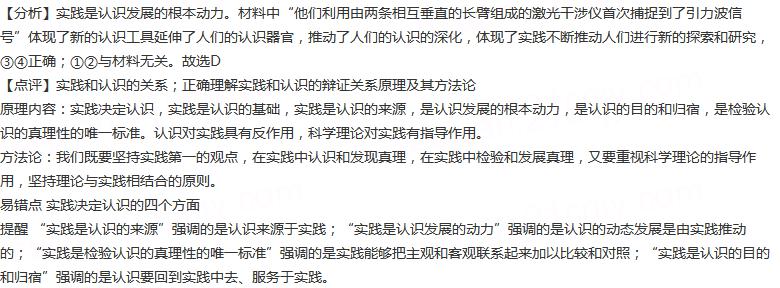 【分析】实践是认识发展的根本动力。材料中“他们利用由两条相互垂直的长臂组成的激光干涉仪首次捕捉到了引力波信
号”体现了新的认识工具延伸了人们的认识器官，推动了人们的认识的深化，体现了实践不断推动人们进行新的探索和研究，
③④正确；①②与材料无关。故选D
【点评】实践和认识的关系；正确理解实践和认识的辩证关系原理及其方法论
原理内容：实践决定认识，实践是认识的基础，实践是认识的来源，是认识发展的根本动力，是认识的目的和归宿，是检验认
识的真理性的唯一标准。认识对实践具有反作用，科学理论对实践有指导作用。
方法论：我们既要坚持实践第一的观点，在实践中认识和发现真理，在实践中检验和发展真理，又要重视科学理论的指导作
用，坚持理论与实践相结合的原则。
易错点 实践决定认识的四个方面
提醒 “实践是认识的来源”强调的是认识来源于实践；“实践是认识发展的动力”强调的是认识的动态发展是由实践推动
的；“实践是检验认识的真理性的唯一标准”强调的是实践能够把主观和客观联系起来加以比较和对照；“实践是认识的目的
和归宿”强调的是认识要回到实践中去、服务于实践。